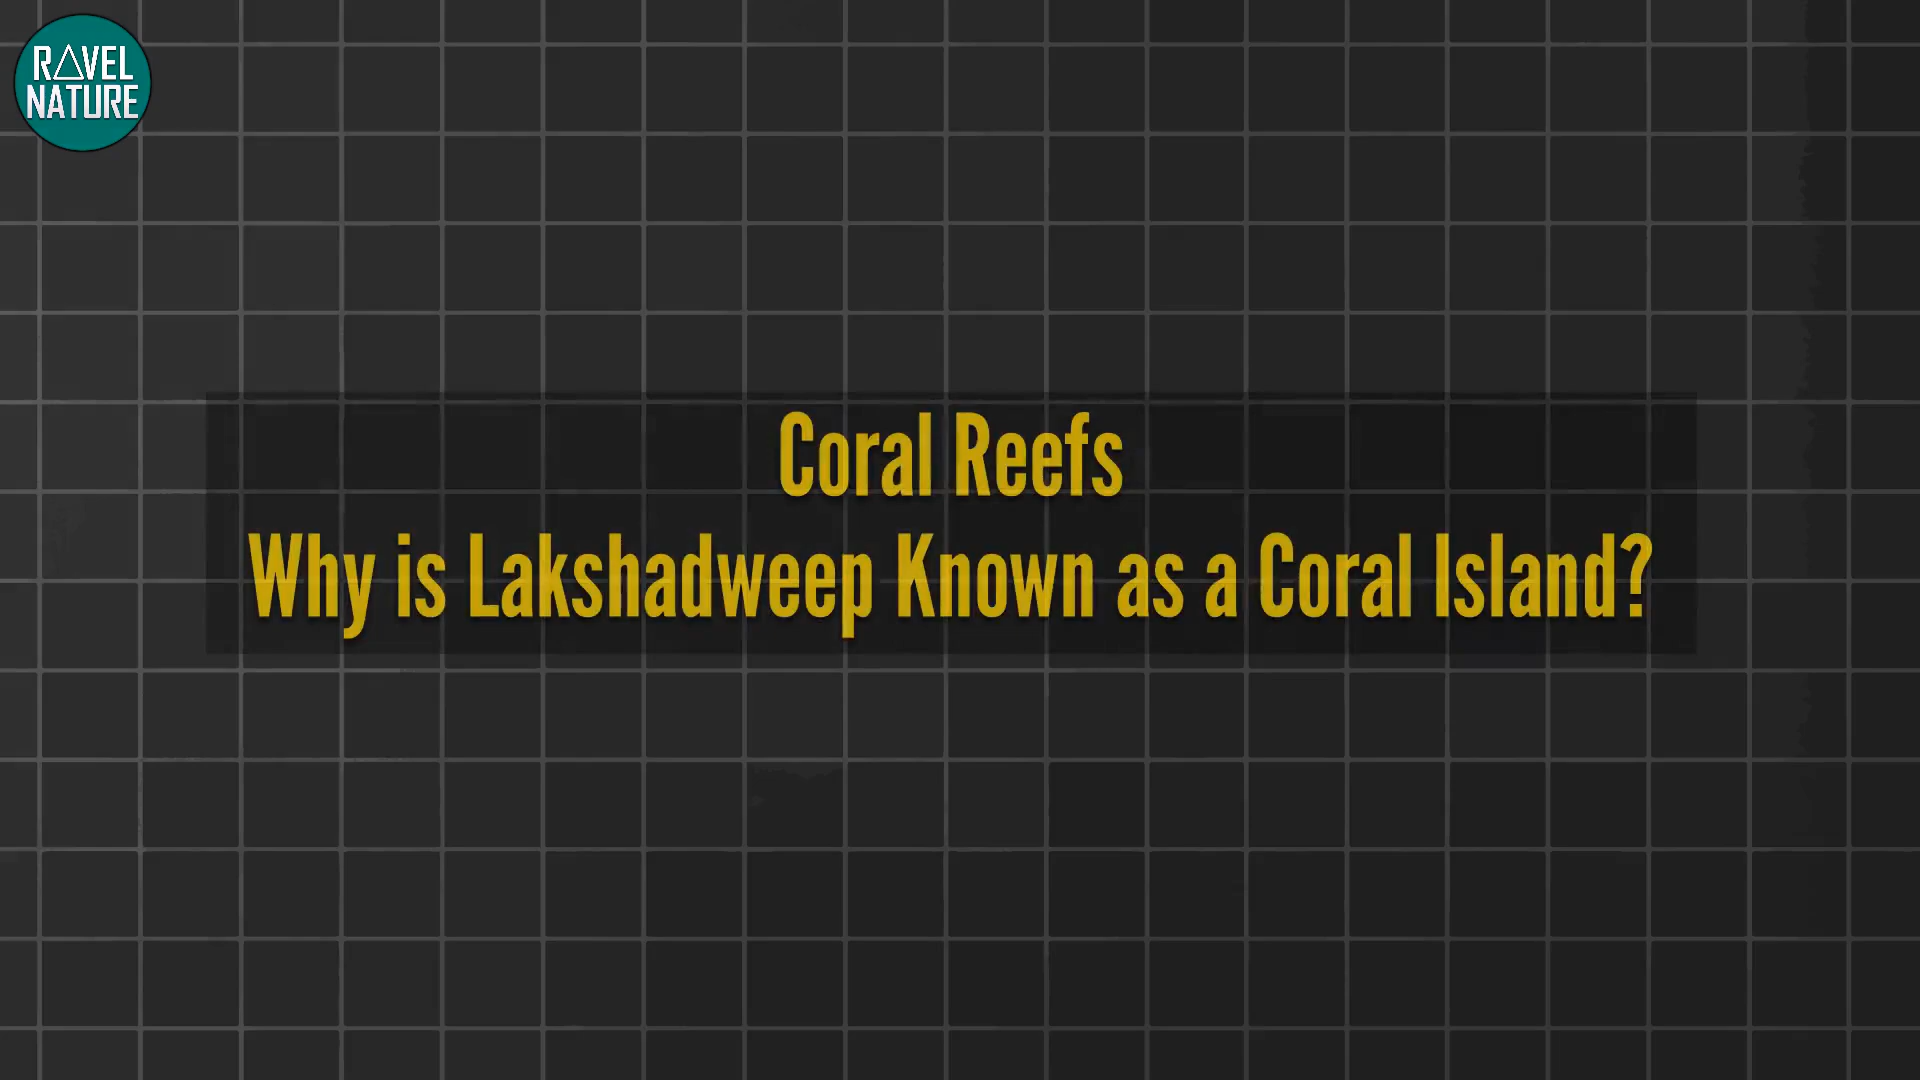 RAVEL
NATURE
Coral Reefs
Why is Lakshadweep Known as a Coral Island?